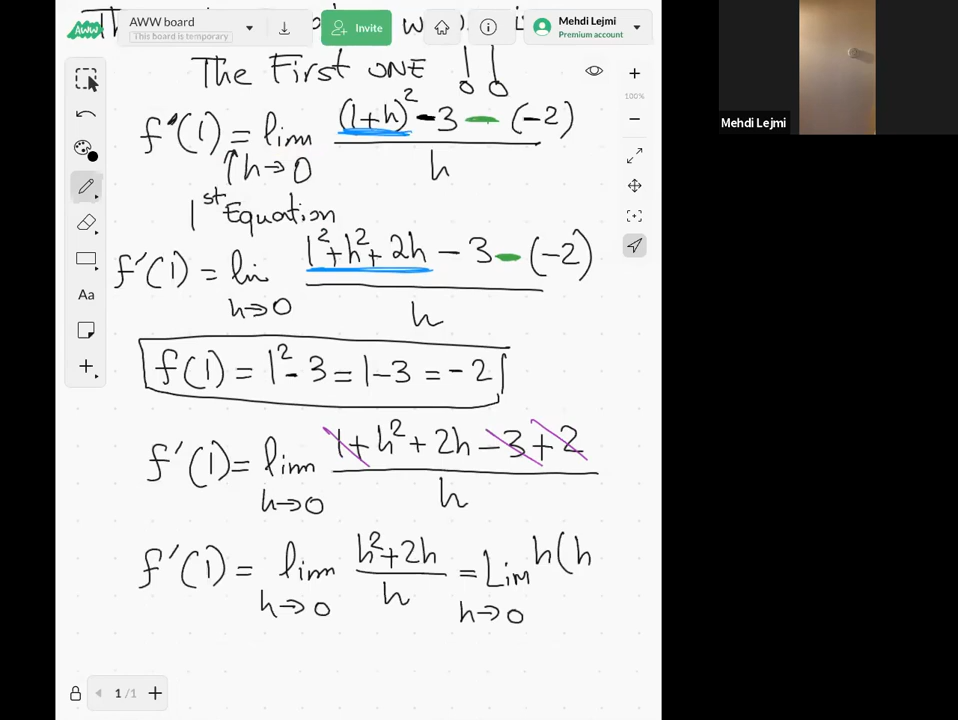 AWW board
This board is temporary
Invite
Mehdi Lejmi
Premium account
The First ONE !!
100%
f'(1) = lim h→0 ((1+h)² - 3 - (-2)) / h
1st Equation
f'(1) = lim h→0 (1² + h² + 2h - 3 - (-2)) / h
f(1) = 1² - 3 = 1 - 3 = -2
f'(1) = lim h→0 (1 + h² + 2h - 3 + 2) / h
f'(1) = lim h→0 (h² + 2h) / h = Lim h→0 h(h
Aa
1/1
Mehdi Lejmi